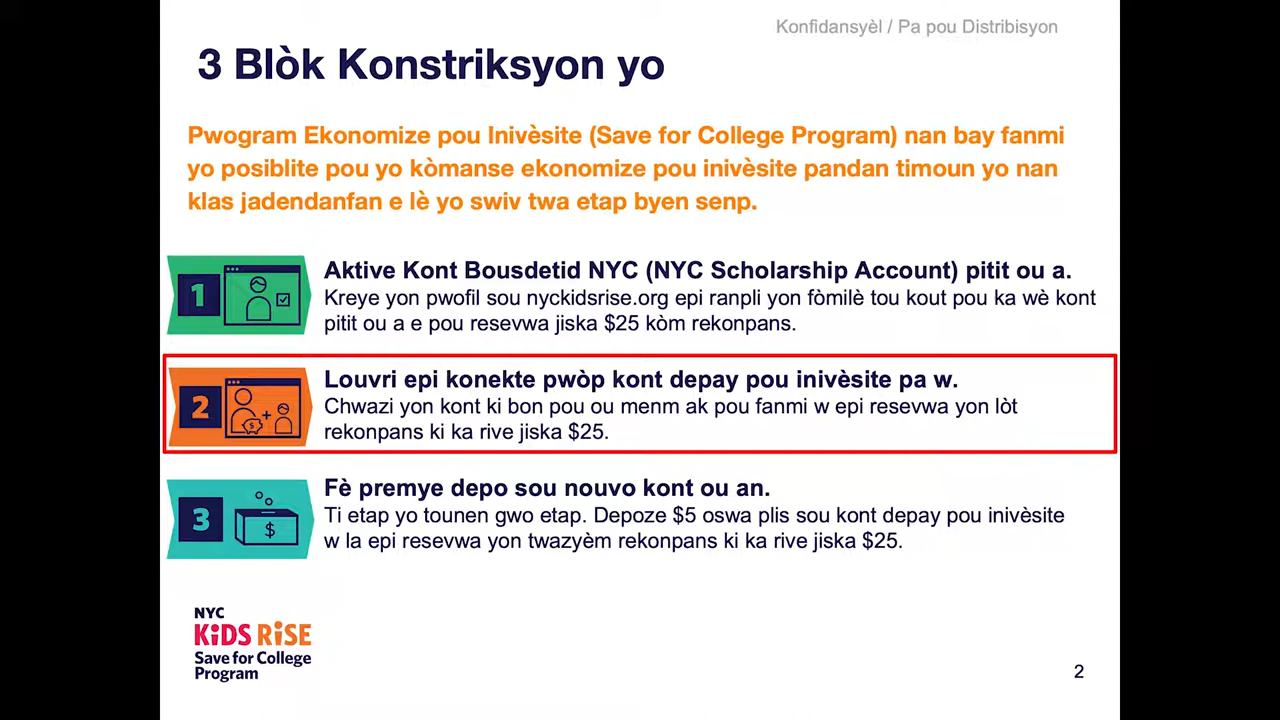 Konfidansyèl / Pa pou Distribisyon
3 Blòk Konstriksyon yo
Pwogram Ekonomize pou Inivèsite (Save for College Program) nan bay fanmi
yo posiblite pou yo kòmanse ekonomize pou inivèsite pandan timoun yo nan
klas jadendanfan e lè yo swiv twa etap byen senp.
1
Aktive Kont Bousdetid NYC (NYC Scholarship Account) pitit ou a.
Kreye yon pwofil sou nyckidsrise.org epi ranpli yon fòmilè tou kout pou ka wè kont
pitit ou a e pou resevwa jiska $25 kòm rekonpans.
2
Louvri epi konekte pwòp kont depay pou inivèsite pa w.
Chwazi yon kont ki bon pou ou menm ak pou fanmi w epi resevwa yon lòt
rekonpans ki ka rive jiska $25.
3
Fè premye depo sou nouvo kont ou an.
Ti etap yo tounen gwo etap. Depoze $5 oswa plis sou kont depay pou inivèsite
w la epi resevwa yon twazyèm rekonpans ki ka rive jiska $25.
NYC
KiDS RiSE
Save for College
Program
2